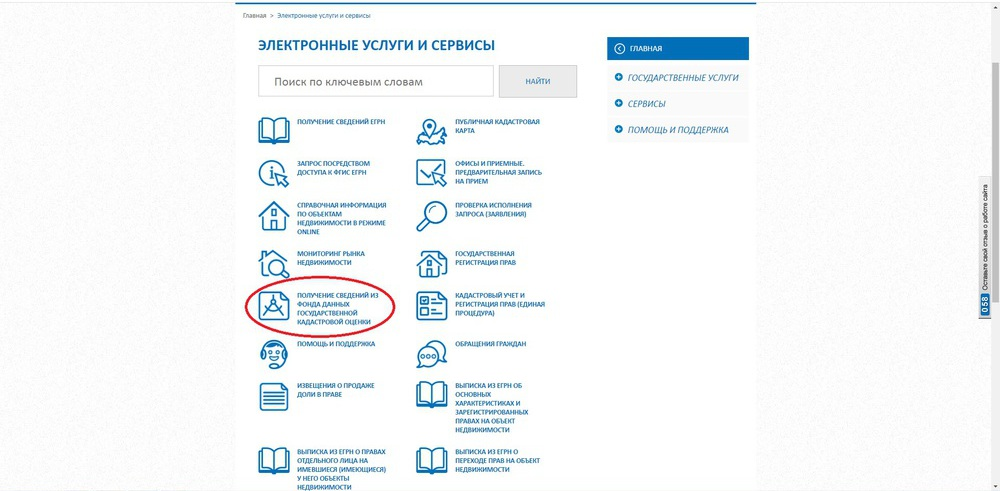 Главная > Электронные услуги и сервисы
ЭЛЕКТРОННЫЕ УСЛУГИ И СЕРВИСЫ
Поиск по ключевым словам
НАЙТИ
ГЛАВНАЯ
ГОСУДАРСТВЕННЫЕ УСЛУГИ
СЕРВИСЫ
ПОМОЩЬ И ПОДДЕРЖКА
ПОЛУЧЕНИЕ СВЕДЕНИЙ ЕГРН
ПУБЛИЧНАЯ КАДАСТРОВАЯ
КАРТА
ЗАПРОС ПОСРЕДСТВОМ
ДОСТУПА К ФГИС ЕГРН
ОФИСЫ И ПРИЕМНЫЕ.
ПРЕДВАРИТЕЛЬНАЯ ЗАПИСЬ
НА ПРИЕМ
СПРАВОЧНАЯ ИНФОРМАЦИЯ
ПО ОБЪЕКТАМ
НЕДВИЖИМОСТИ В РЕЖИМЕ
ONLINE
ПРОВЕРКА ИСПОЛНЕНИЯ
ЗАПРОСА (ЗАЯВЛЕНИЯ)
МОНИТОРИНГ РЫНКА
НЕДВИЖИМОСТИ
ГОСУДАРСТВЕННАЯ
РЕГИСТРАЦИЯ ПРАВ
ПОЛУЧЕНИЕ СВЕДЕНИЙ ИЗ
ФОНДА ДАННЫХ
ГОСУДАРСТВЕННОЙ
КАДАСТРОВОЙ ОЦЕНКИ
КАДАСТРОВЫЙ УЧЕТ И
РЕГИСТРАЦИЯ ПРАВ (ЕДИНАЯ
ПРОЦЕДУРА)
ПОМОЩЬ И ПОДДЕРЖКА
ОБРАЩЕНИЯ ГРАЖДАН
ИЗВЕЩЕНИЯ О ПРОДАЖЕ
ДОЛИ В ПРАВЕ
ВЫПИСКА ИЗ ЕГРН ОБ
ОСНОВНЫХ
ХАРАКТЕРИСТИКАХ И
ЗАРЕГИСТРИРОВАННЫХ
ПРАВАХ НА ОБЪЕКТ
НЕДВИЖИМОСТИ
ВЫПИСКА ИЗ ЕГРН О ПРАВАХ
ОТДЕЛЬНОГО ЛИЦА НА
ИМЕВШИЕСЯ (ИМЕЮЩИЕСЯ)
У НЕГО ОБЪЕКТЫ
НЕДВИЖИМОСТИ
ВЫПИСКА ИЗ ЕГРН О
ПЕРЕХОДЕ ПРАВ НА ОБЪЕКТ
НЕДВИЖИМОСТИ
058 Оставьте свой отзыв о работе сайта